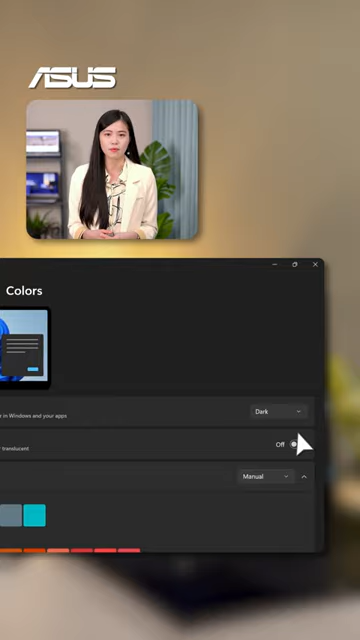 ASUS
Colors
r in Windows and your apps
Dark
translucent
Off
Manual